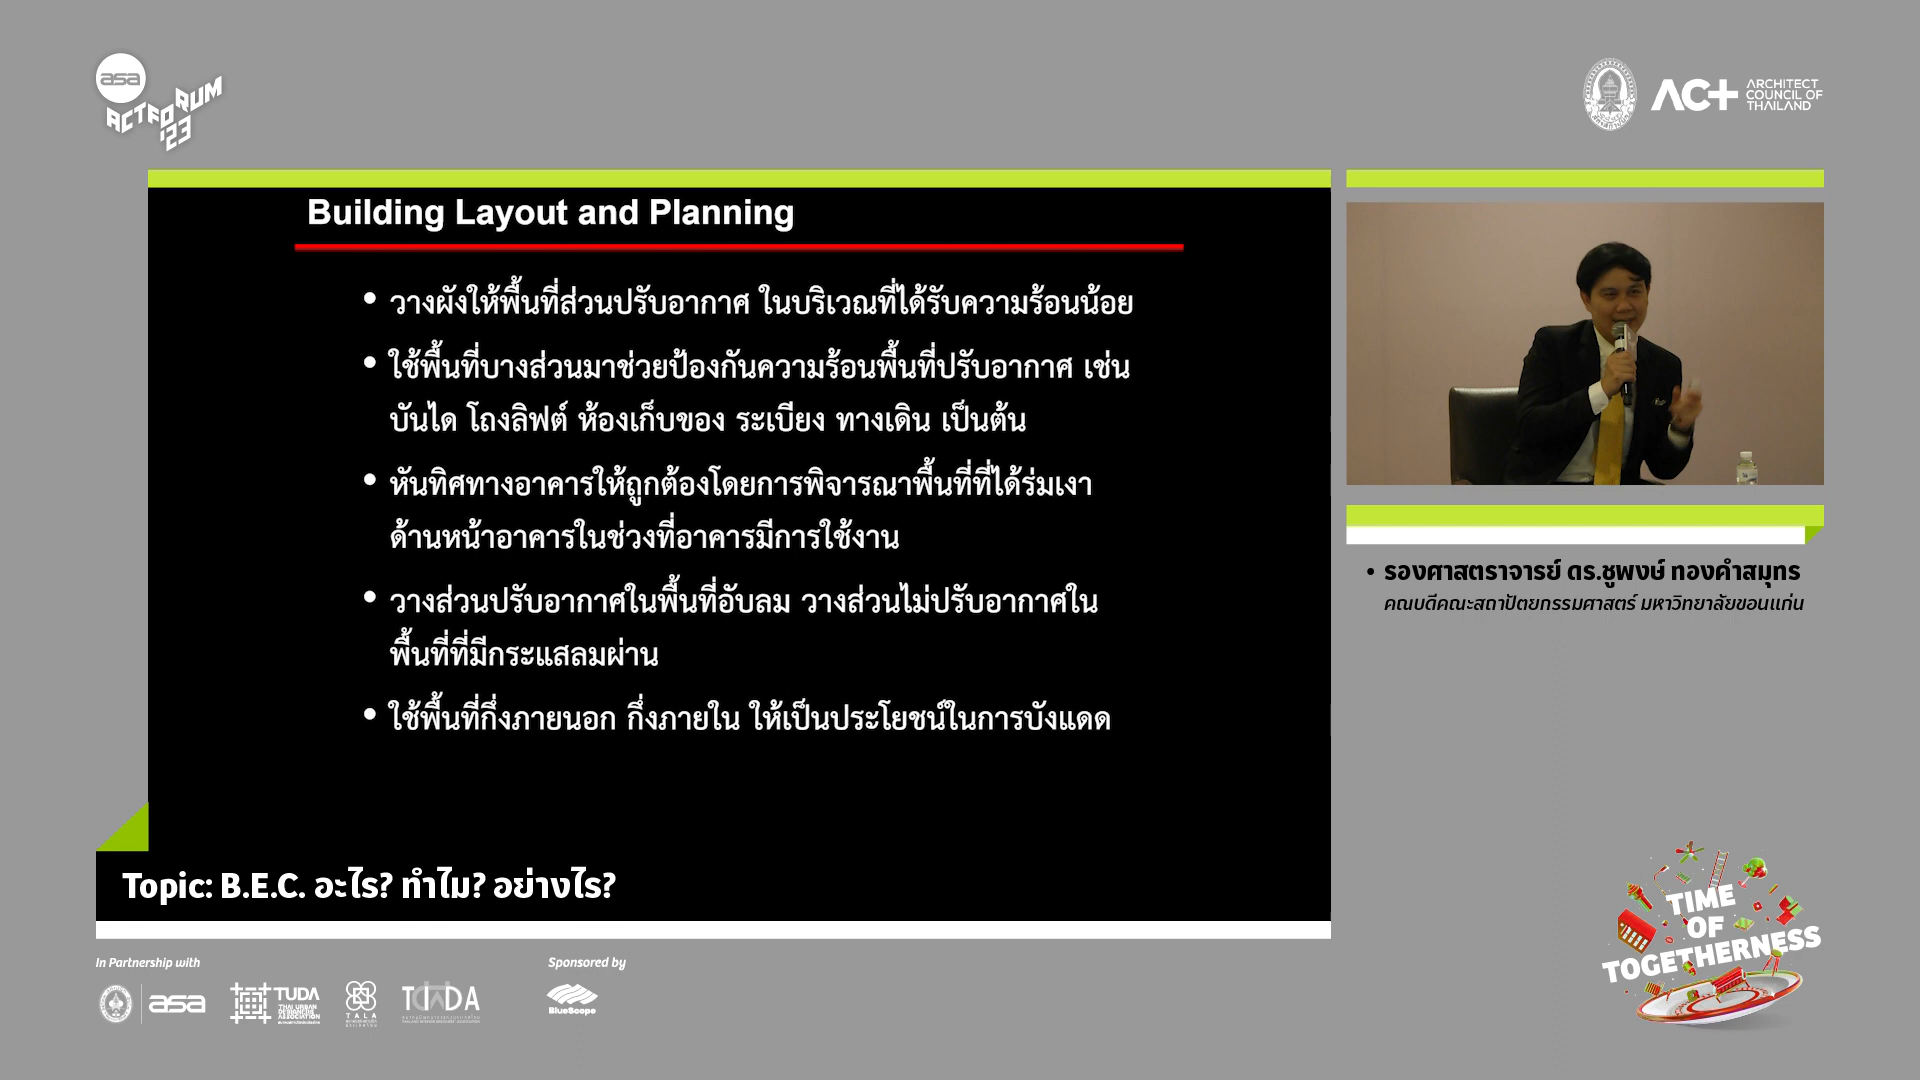 asa
ACTFORUM
'23
ACT
ARCHITECT
COUNCIL OF
THAILAND
Building Layout and Planning
• วางผังให้พื้นที่ส่วนปรับอากาศ ในบริเวณที่ได้รับความร้อนน้อย
• ใช้พื้นที่บางส่วนมาช่วยป้องกันความร้อนพื้นที่ปรับอากาศ เช่น
บันได โถงลิฟต์ ห้องเก็บของ ระเบียง ทางเดิน เป็นต้น
• หันทิศทางอาคารให้ถูกต้องโดยการพิจารณาพื้นที่ที่ได้ร่มเงา
ด้านหน้าอาคารในช่วงที่อาคารมีการใช้งาน
• วางส่วนปรับอากาศในพื้นที่อับลม วางส่วนไม่ปรับอากาศใน
พื้นที่ที่มีกระแสลมผ่าน
• ใช้พื้นที่กึ่งภายนอก กึ่งภายใน ให้เป็นประโยชน์ในการบังแดด
• รองศาสตราจารย์ ดร.ชูพงษ์ ทองคำสมุทร
คณบดีคณะสถาปัตยกรรมศาสตร์ มหาวิทยาลัยขอนแก่น
Topic: B.E.C. อะไร? ทำไม? อย่างไร?
In Partnership with
asa
TUDA
THAI URBAN
DESIGNERS
ASSOCIATION
TALA
TIDA
Sponsored by
BlueScope
TIME
OF
TOGETHERNESS